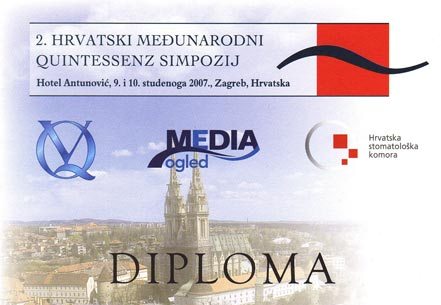 2. HRVATSKI MEĐUNARODNI
QUINTESSENZ SIMPOZIJ
Hotel Antunović, 9. i 10. studenoga 2007., Zagreb, Hrvatska
QV
MEDIA
ogled
Hrvatska
stomatološka
komora
DIPLOMA